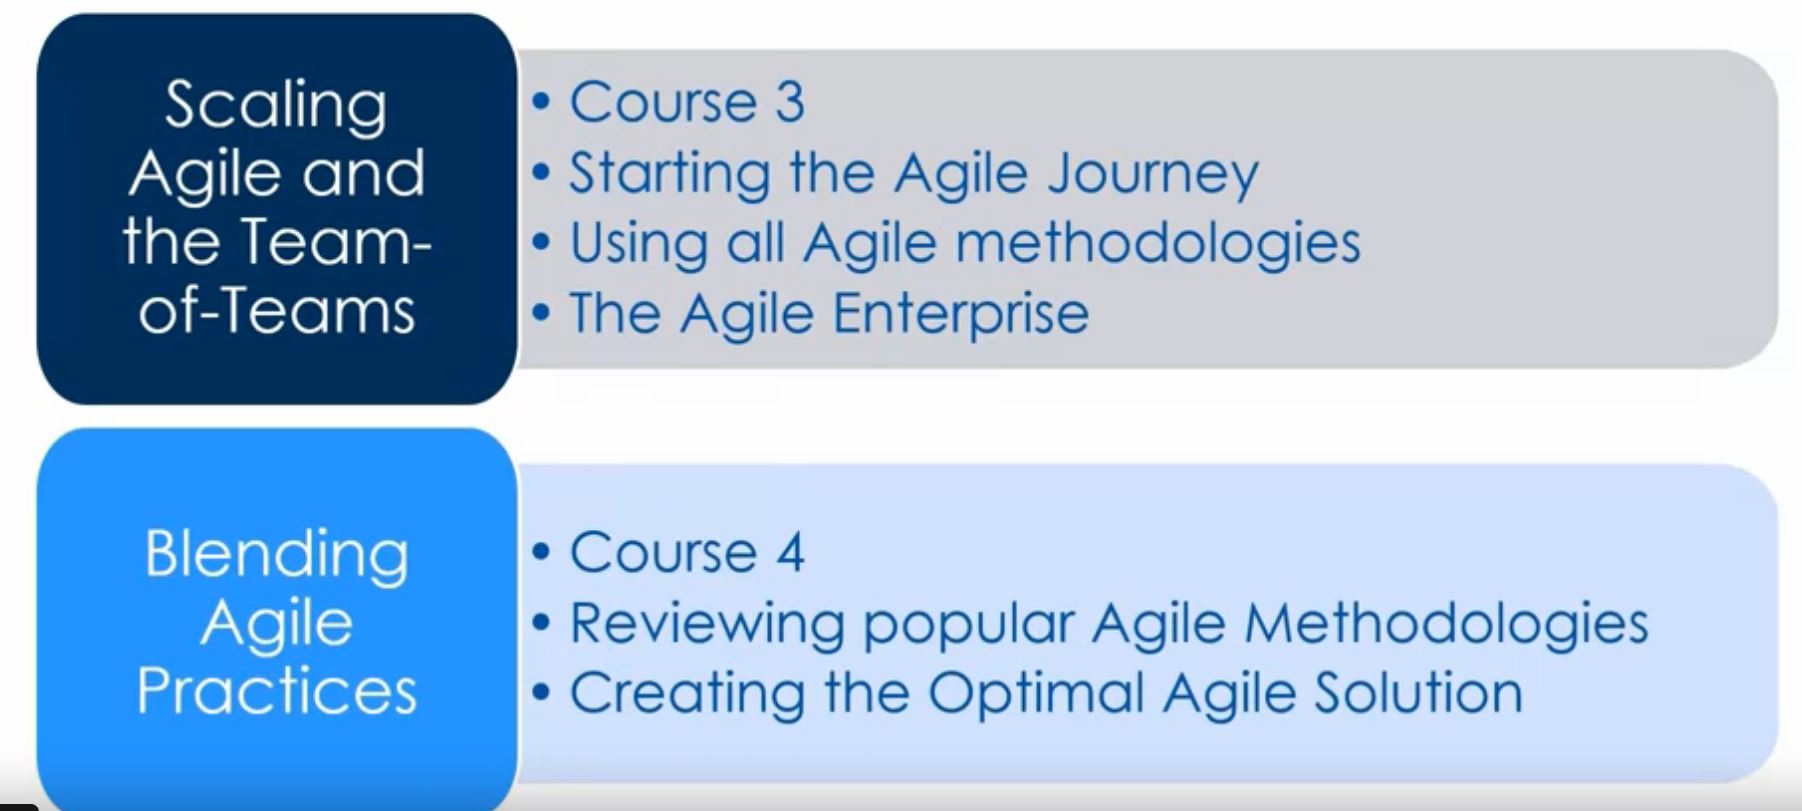 Scaling
Agile and
the Team-
of-Teams
• Course 3
• Starting the Agile Journey
• Using all Agile methodologies
• The Agile Enterprise
Blending
Agile
Practices
• Course 4
• Reviewing popular Agile Methodologies
• Creating the Optimal Agile Solution